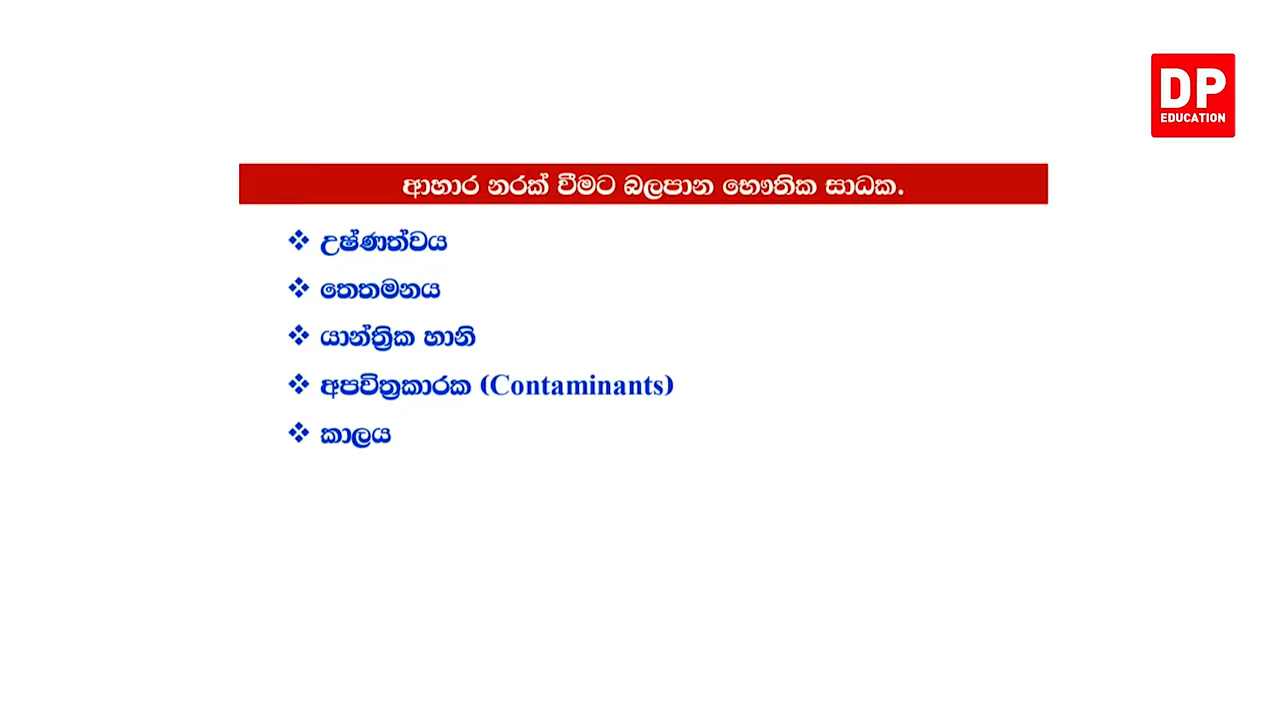 DP
EDUCATION
ආහාර නරක් වීමට බලපාන භෞතික සාධක.
❖ උෂ්ණත්වය
❖ තෙතමනය
❖ යාන්ත්‍රික හානි
❖ අපවිත්‍රකාරක (Contaminants)
❖ කාලය